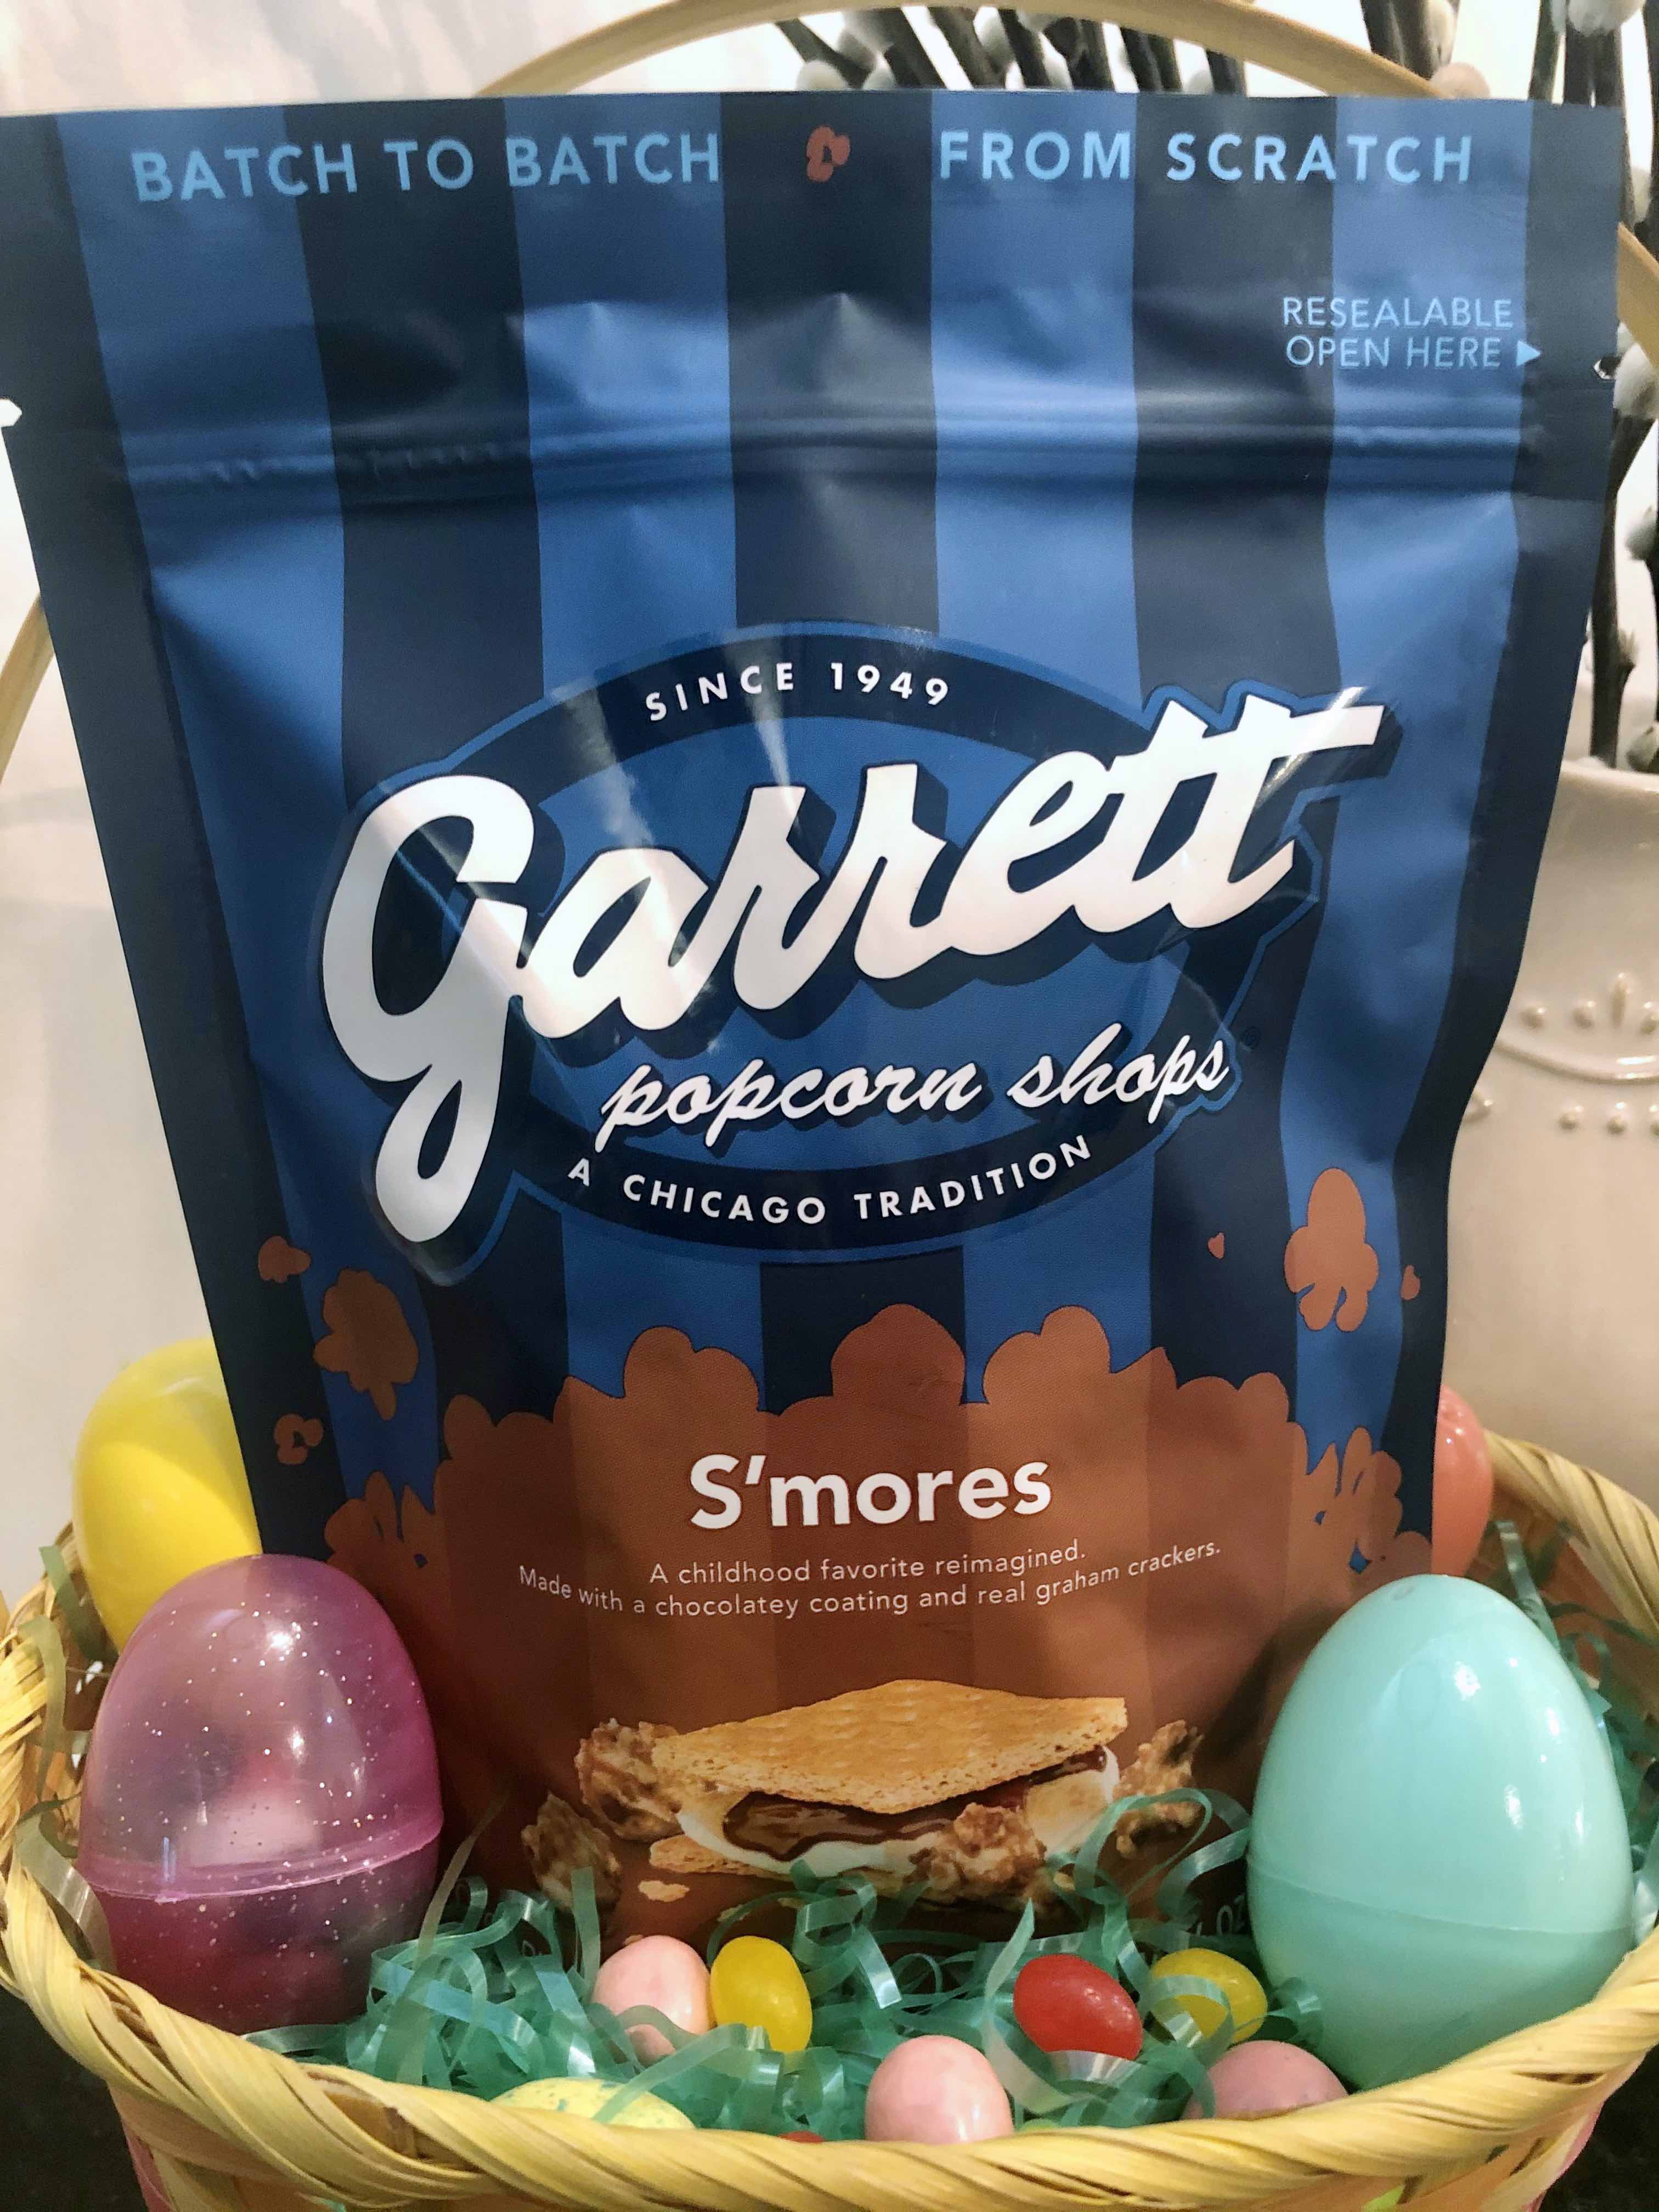 BATCH TO BATCH FROM SCRATCH
RESEALABLE
OPEN HERE
SINCE 1949
Garrett
popcorn shops
A CHICAGO TRADITION
S'mores
A childhood favorite reimagined.
Made with a chocolatey coating and real graham crackers.